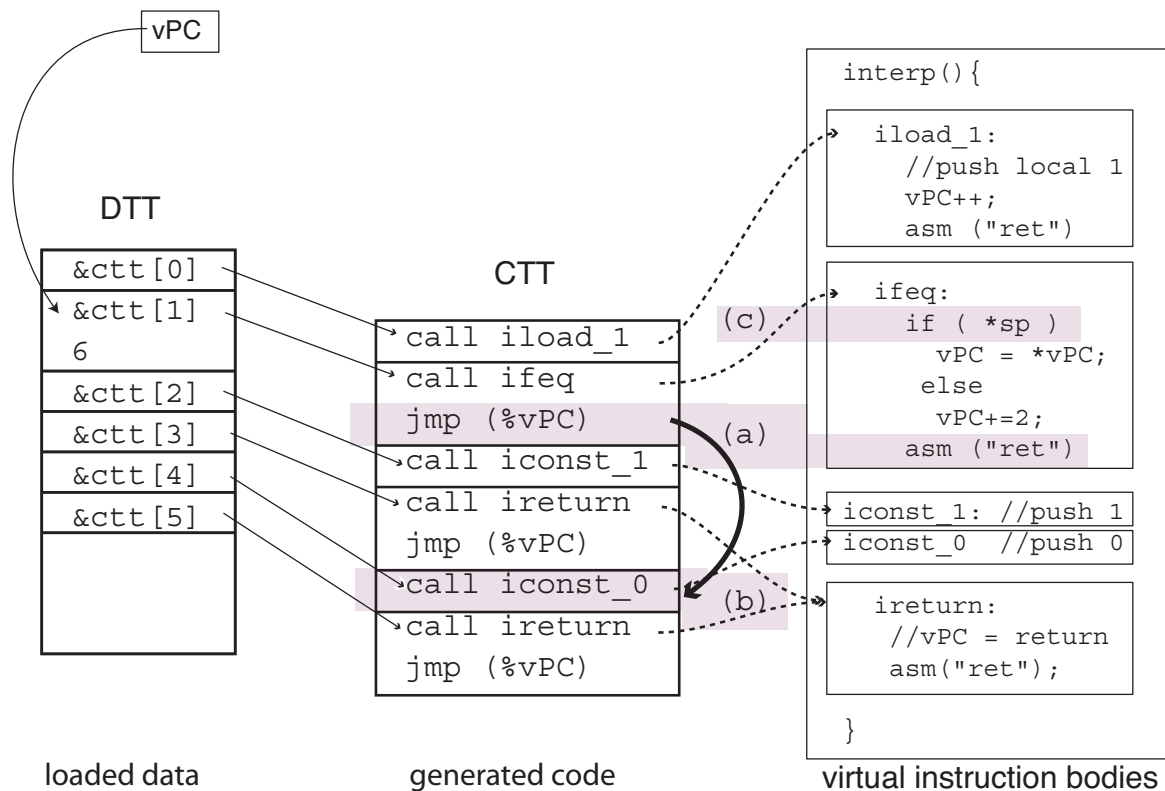 vPC
DTT
&ctt[0]
&ctt[1]
6
&ctt[2]
&ctt[3]
&ctt[4]
&ctt[5]
loaded data
CTT
call iload_1
call ifeq
jmp (%vPC)
call iconst_1
call ireturn
jmp (%vPC)
call iconst_0
call ireturn
jmp (%vPC)
generated code
(c)
(a)
(b)
interp(){
iload_1:
//push local 1
vPC++;
asm ("ret")
ifeq:
if ( *sp )
vPC = *vPC;
else
vPC+=2;
asm ("ret")
iconst_1: //push 1
iconst_0 //push 0
ireturn:
//vPC = return
asm("ret");
}
virtual instruction bodies